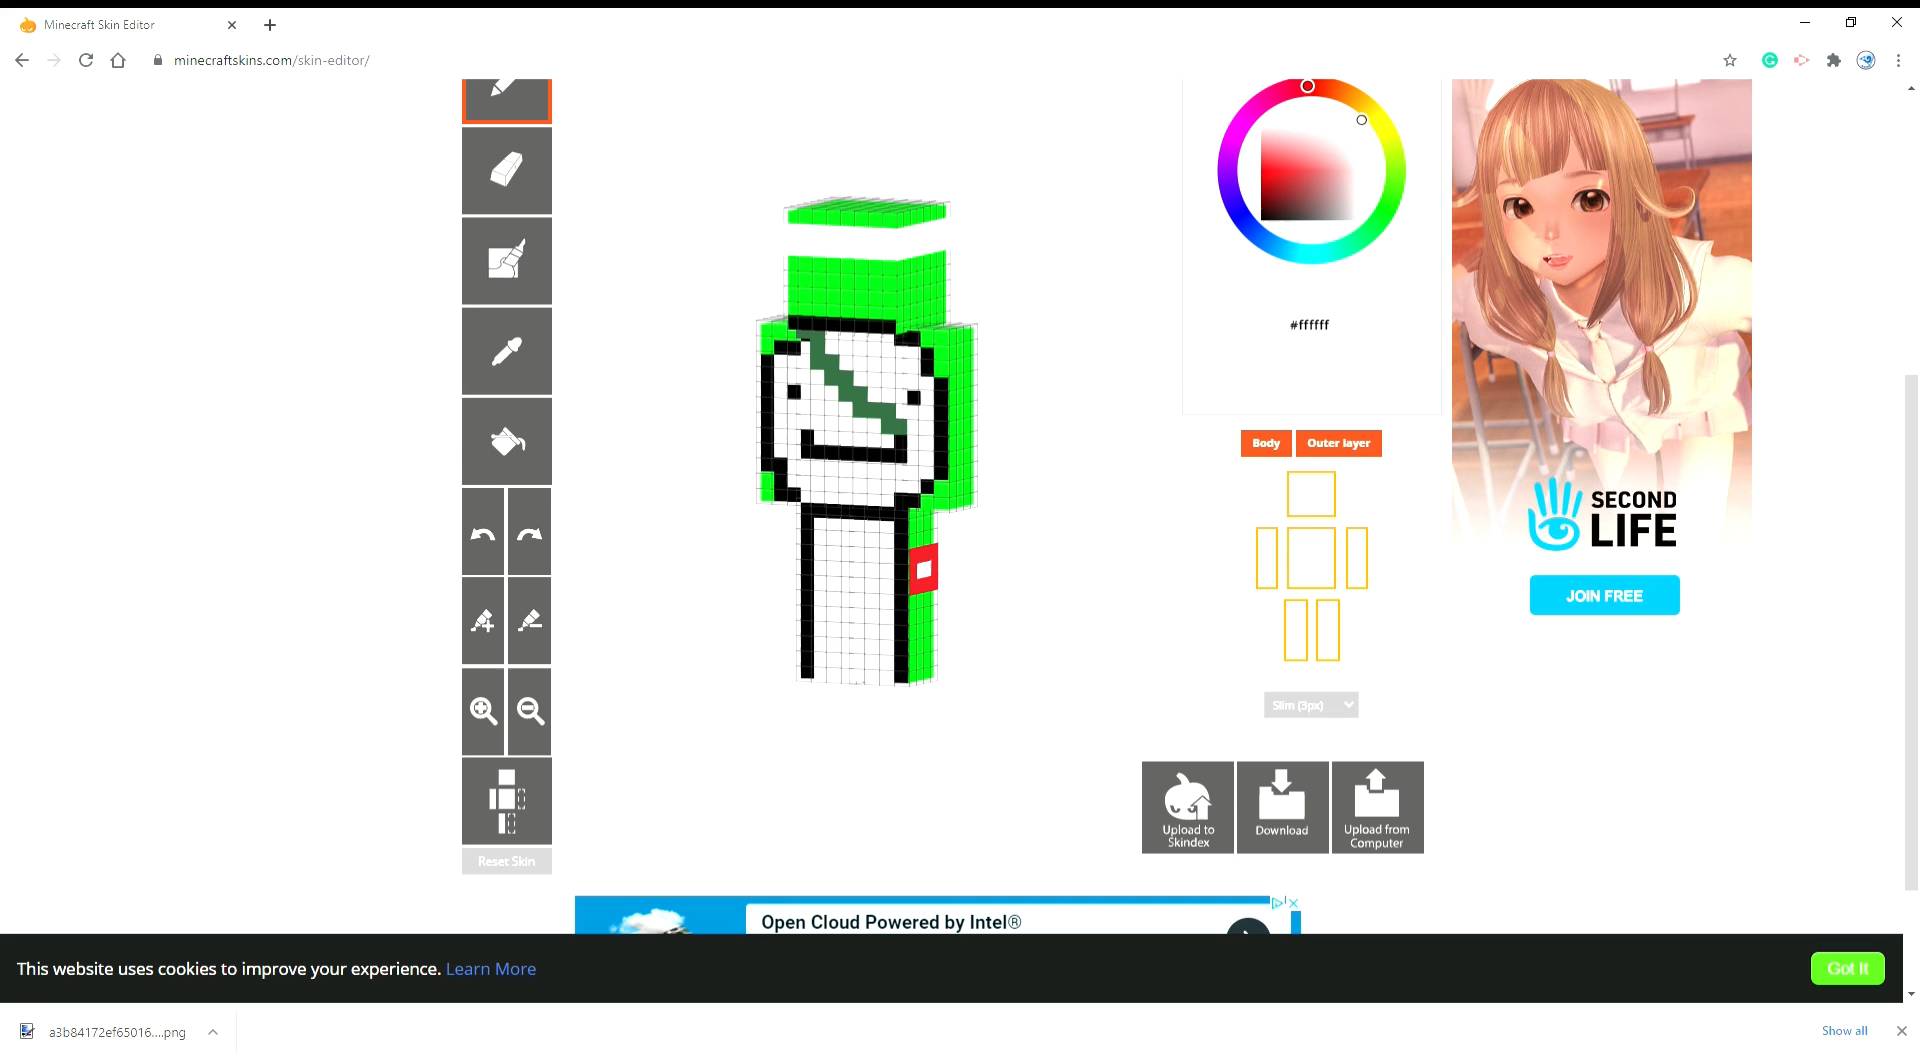 Minecraft Skin Editor
minecraftskins.com/skin-editor/
#ffffff
Body
Outer layer
SECOND
LIFE
JOIN FREE
Slim (3px)
Upload to
Skindex
Download
Upload from
Computer
Reset Skin
Open Cloud Powered by Intel®
This website uses cookies to improve your experience. Learn More
Got It
a3b84172ef65016....png
Show all